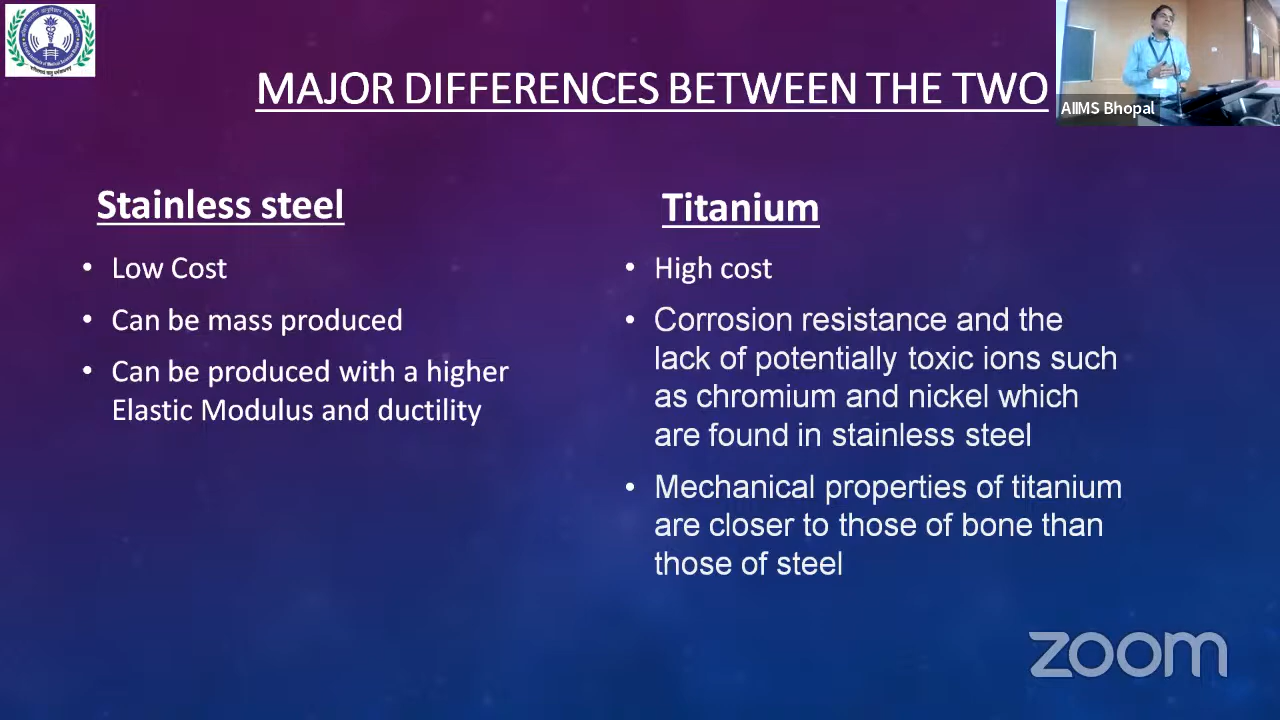 MAJOR DIFFERENCES BETWEEN THE TWO
AIIMS Bhopal
Stainless steel
• Low Cost
• Can be mass produced
• Can be produced with a higher
Elastic Modulus and ductility
Titanium
• High cost
• Corrosion resistance and the
lack of potentially toxic ions such
as chromium and nickel which
are found in stainless steel
• Mechanical properties of titanium
are closer to those of bone than
those of steel
zoom